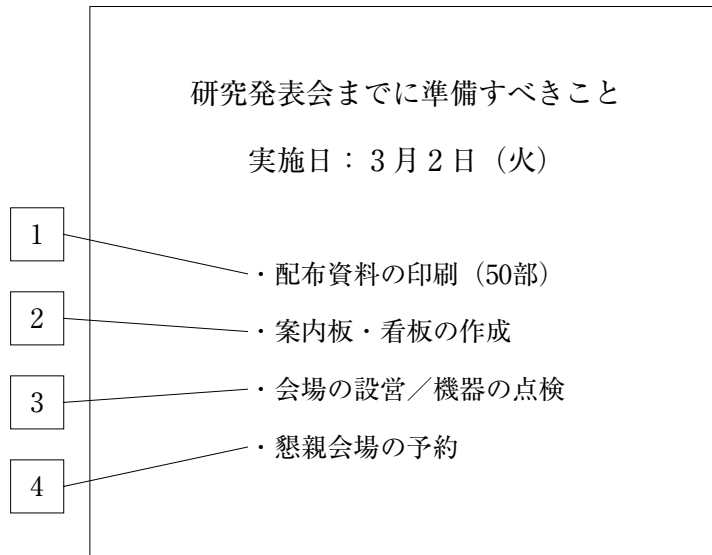 研究発表会までに準備すべきこと
実施日：３月２日（火）
1
・配布資料の印刷（50部）
2
・案内板・看板の作成
3
・会場の設営／機器の点検
4
・懇親会場の予約